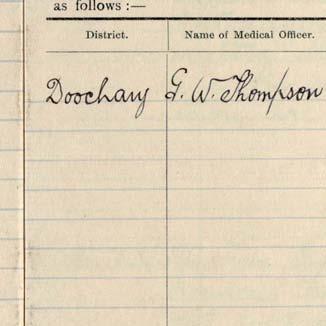 as follows :—
District. Name of Medical Officer.
Doochary G. W. Thompson